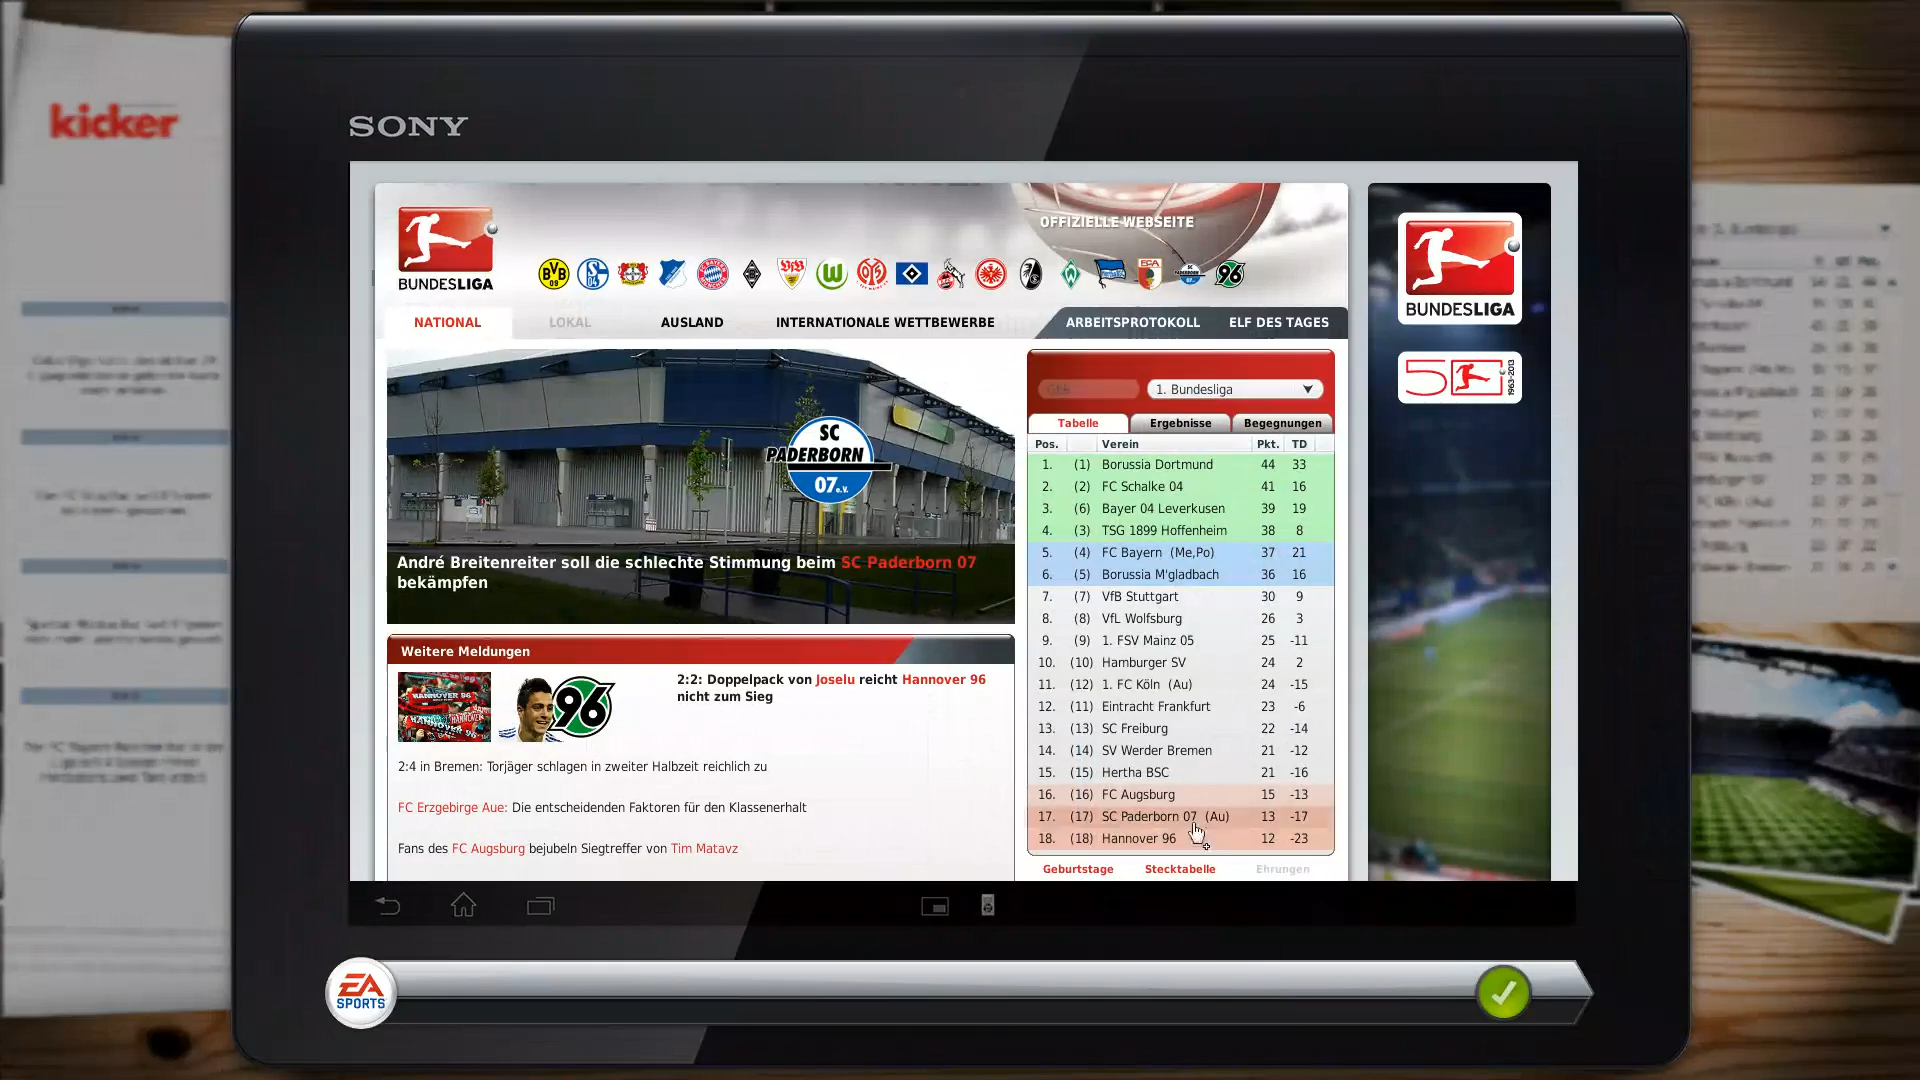 kicker
SONY
OFFIZIELLE WEBSEITE
BUNDESLIGA
BVB
09
S 04
96
NATIONAL
LOKAL
AUSLAND
INTERNATIONALE WETTBEWERBE
ARBEITSPROTOKOLL
ELF DES TAGES
SC
PADERBORN
07 e.V.
André Breitenreiter soll die schlechte Stimmung beim SC Paderborn 07
bekämpfen
Weitere Meldungen
HANNOVER 96
96
2:2: Doppelpack von Joselu reicht Hannover 96
nicht zum Sieg
2:4 in Bremen: Torjäger schlagen in zweiter Halbzeit reichlich zu
FC Erzgebirge Aue: Die entscheidenden Faktoren für den Klassenerhalt
Fans des FC Augsburg bejubeln Siegtreffer von Tim Matavz
1. Bundesliga
Tabelle Ergebnisse Begegnungen
Pos. Verein Pkt. TD
1. (1) Borussia Dortmund 44 33
2. (2) FC Schalke 04 41 16
3. (6) Bayer 04 Leverkusen 39 19
4. (3) TSG 1899 Hoffenheim 38 8
5. (4) FC Bayern (Me,Po) 37 21
6. (5) Borussia M'gladbach 36 16
7. (7) VfB Stuttgart 30 9
8. (8) VfL Wolfsburg 26 3
9. (9) 1. FSV Mainz 05 25 -11
10. (10) Hamburger SV 24 2
11. (12) 1. FC Köln (Au) 24 -15
12. (11) Eintracht Frankfurt 23 -6
13. (13) SC Freiburg 22 -14
14. (14) SV Werder Bremen 21 -12
15. (15) Hertha BSC 21 -16
16. (16) FC Augsburg 15 -13
17. (17) SC Paderborn 07 (Au) 13 -17
18. (18) Hannover 96 12 -23
Geburtstage Stecktabelle Ehrungen
BUNDESLIGA
50
1963-2013
EA
SPORTS